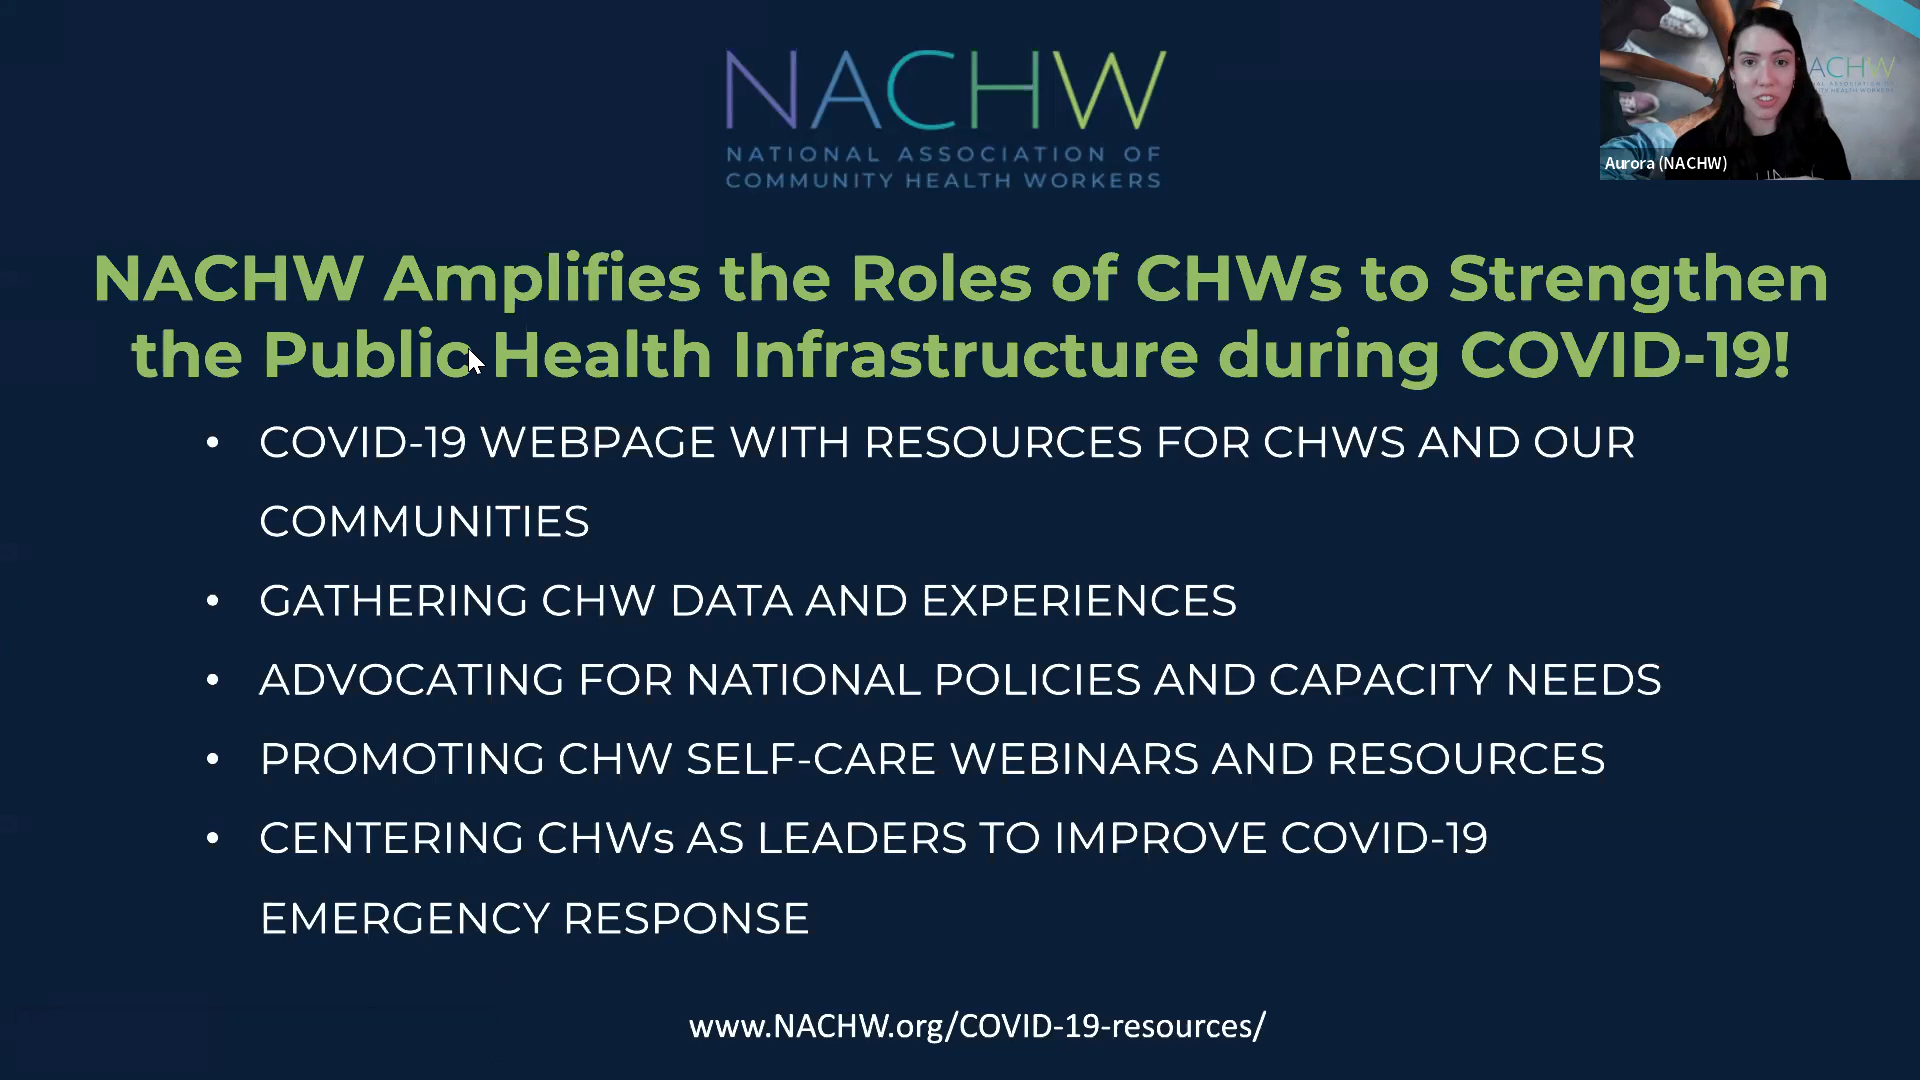 NACHW
NATIONAL ASSOCIATION OF
COMMUNITY HEALTH WORKERS
ACHW
Aurora (NACHW)
NACHW Amplifies the Roles of CHWs to Strengthen
the Public Health Infrastructure during COVID-19!
• COVID-19 WEBPAGE WITH RESOURCES FOR CHWS AND OUR
COMMUNITIES
• GATHERING CHW DATA AND EXPERIENCES
• ADVOCATING FOR NATIONAL POLICIES AND CAPACITY NEEDS
• PROMOTING CHW SELF-CARE WEBINARS AND RESOURCES
• CENTERING CHWs AS LEADERS TO IMPROVE COVID-19
EMERGENCY RESPONSE
www.NACHW.org/COVID-19-resources/